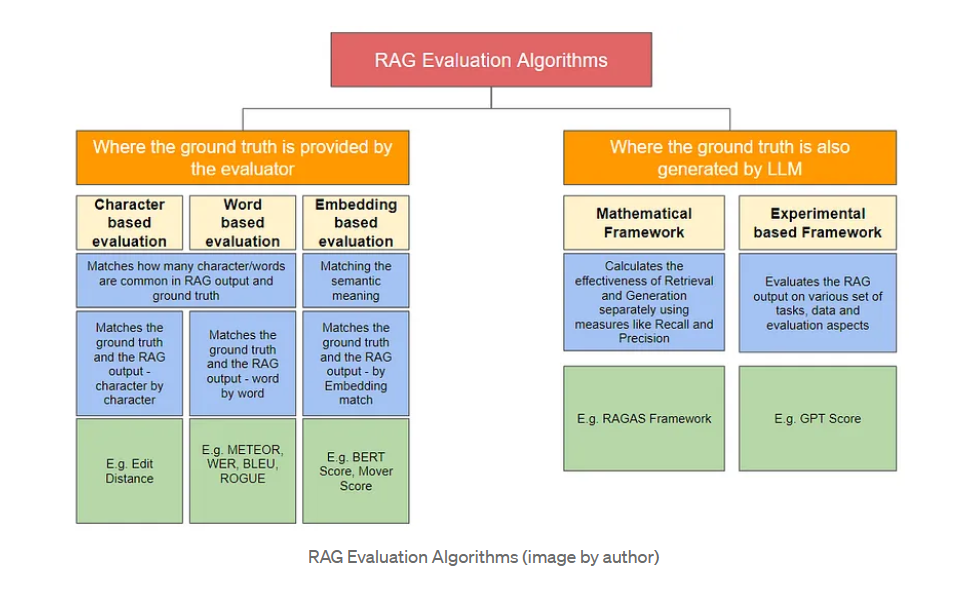 RAG Evaluation Algorithms
Where the ground truth is provided by
the evaluator
Character
based
evaluation
Word
based
evaluation
Embedding
based
evaluation
Matches how many character/words
are common in RAG output and
ground truth
Matching the
semantic
meaning
Matches the
ground truth
and the RAG
output -
character by
character
Matches the
ground truth
and the RAG
output - word
by word
Matches the
ground truth
and the RAG
output - by
Embedding
match
E.g. Edit
Distance
E.g. METEOR,
WER, BLEU,
ROGUE
E.g. BERT
Score, Mover
Score
Where the ground truth is also
generated by LLM
Mathematical
Framework
Experimental
based Framework
Calculates the
effectiveness of Retrieval
and Generation
separately using
measures like Recall and
Precision
Evaluates the RAG
output on various set of
tasks, data and
evaluation aspects
E.g. RAGAS Framework
E.g. GPT Score
RAG Evaluation Algorithms (image by author)